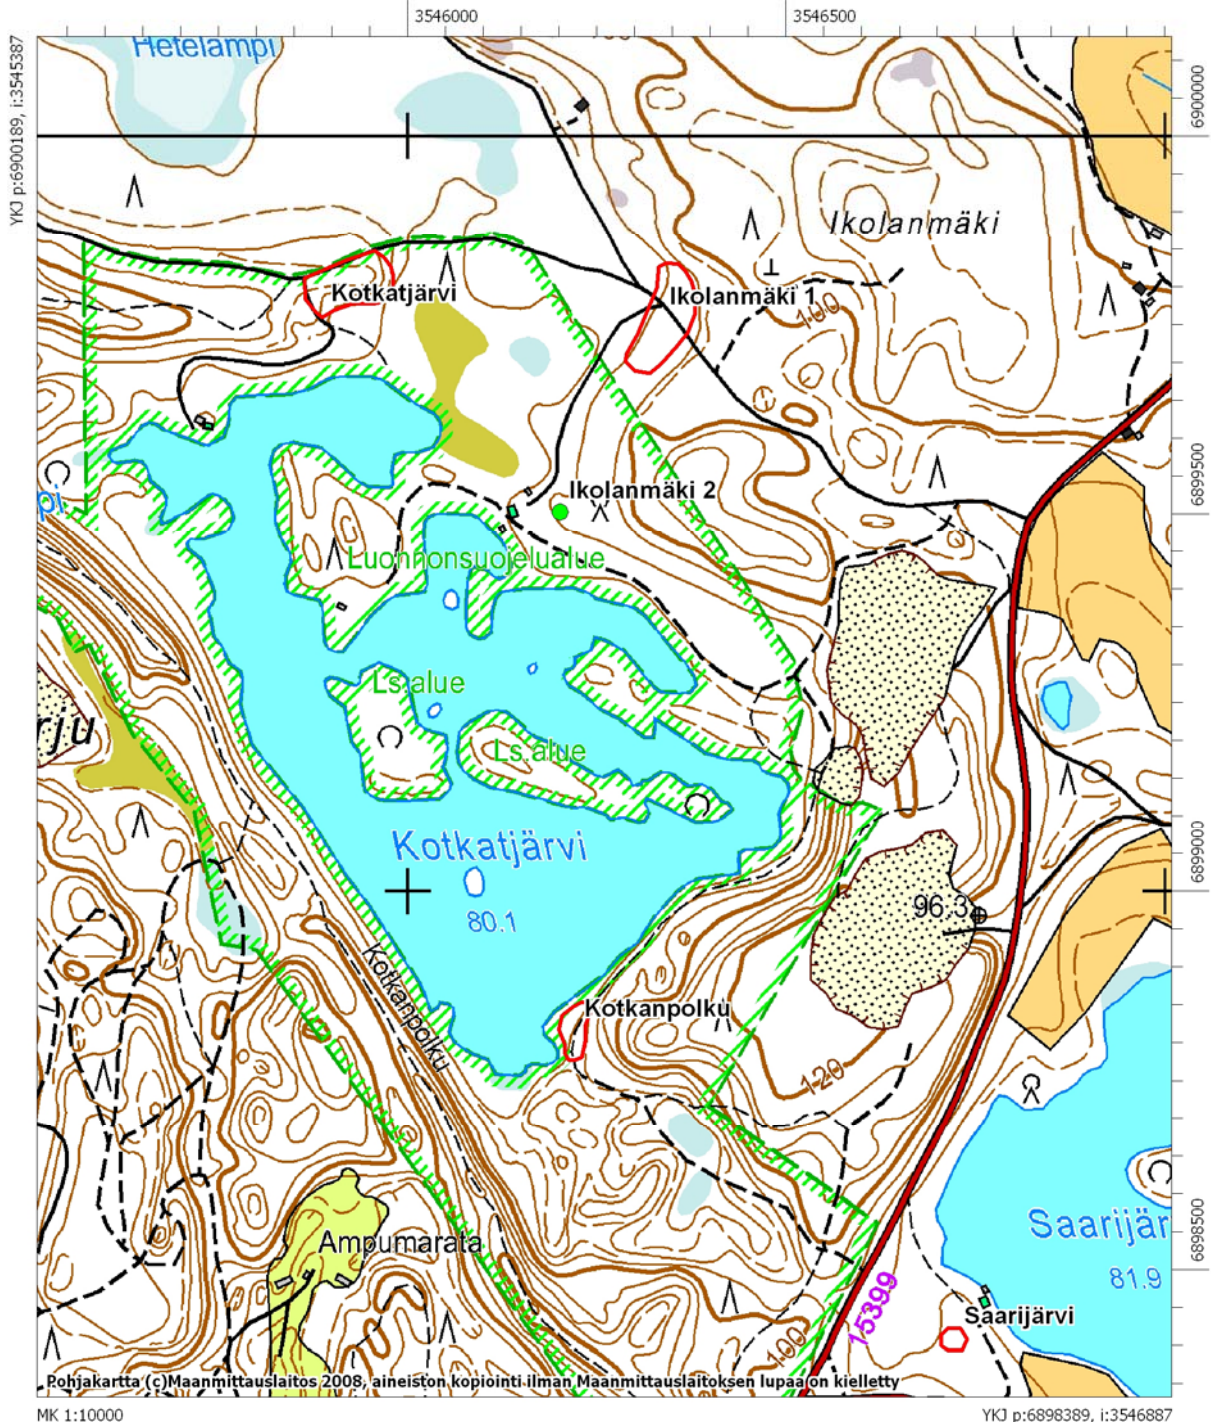 3546000
3546500
YKJ p:6900189, i:3545387
Hetelampi
6900000
Ikolanmäki
Kotkatjärvi
Ikolanmäki 1
100
6899500
pi
Ikolanmäki 2
Luonnonsuojelualue
Ls.alue
rju
Ls.alue
Kotkatjärvi
6899000
80.1
96.3
Kotkanpolku
Kotkanpolku
120
Ampumarata
Saarijär
6898500
81.9
15399
Saarijärvi
100
Pohjakartta (c)Maanmittauslaitos 2008, aineiston kopiointi ilman Maanmittauslaitoksen lupaa on kielletty
MK 1:10000
YKJ p:6898389, i:3546887